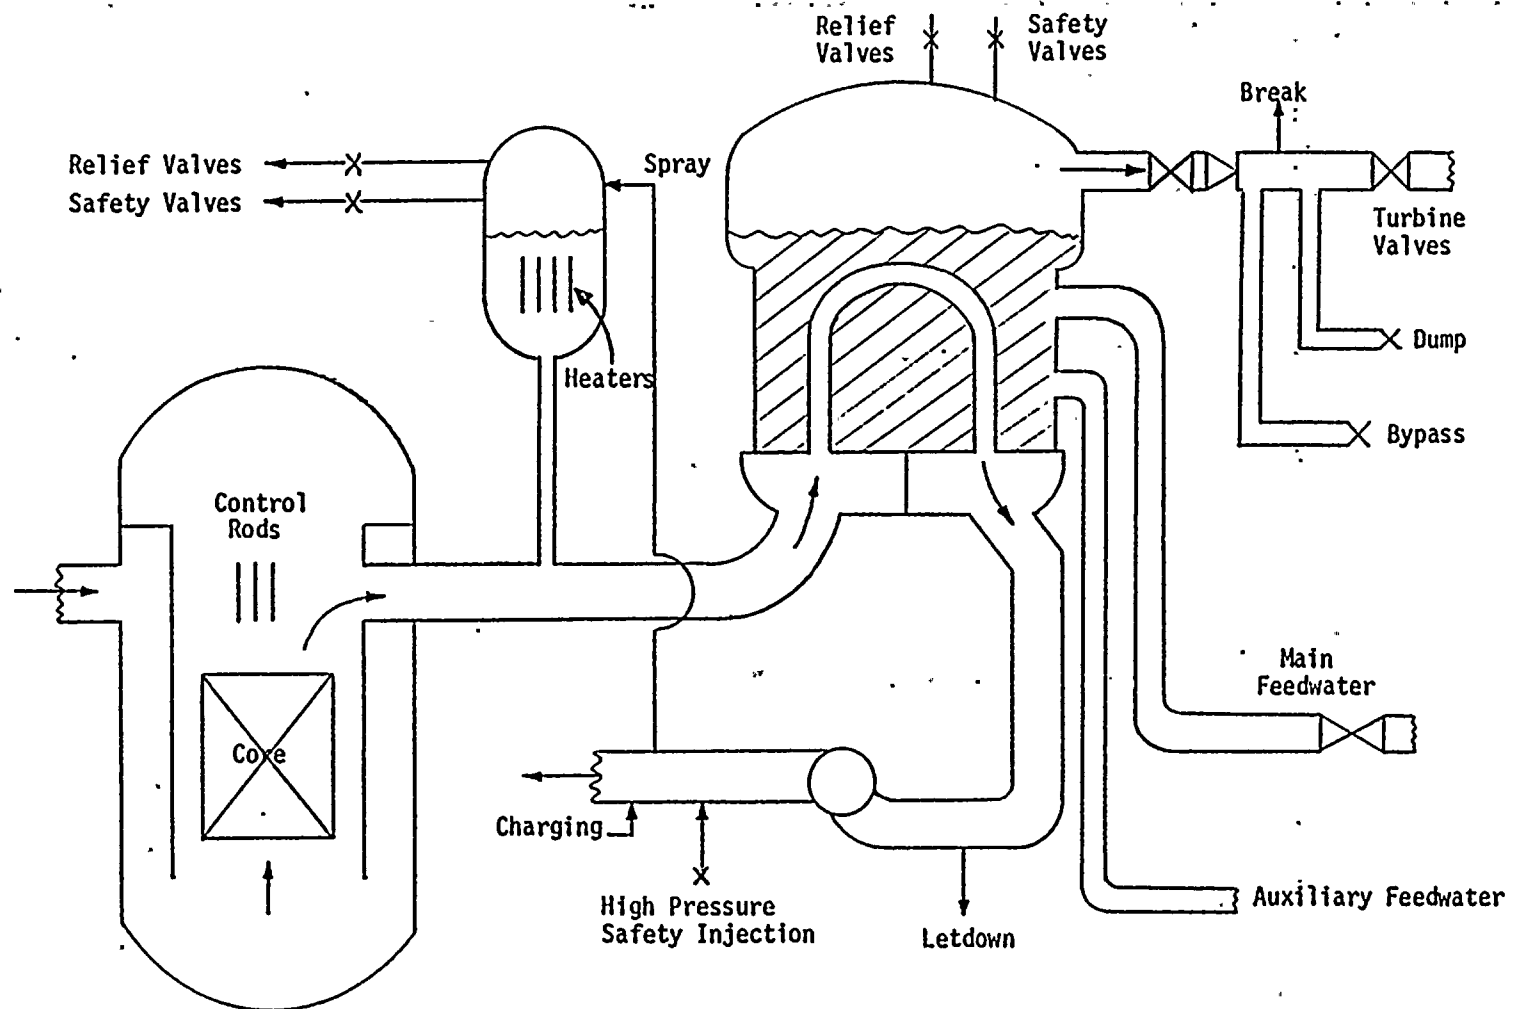 Relief
Valves
Safety
Valves
Break
Relief Valves
Safety Valves
Spray
Turbine
Valves
Dump
Heaters
Bypass
Control
Rods
Main
Feedwater
Core
Charging
High Pressure
Safety Injection
Letdown
Auxiliary Feedwater